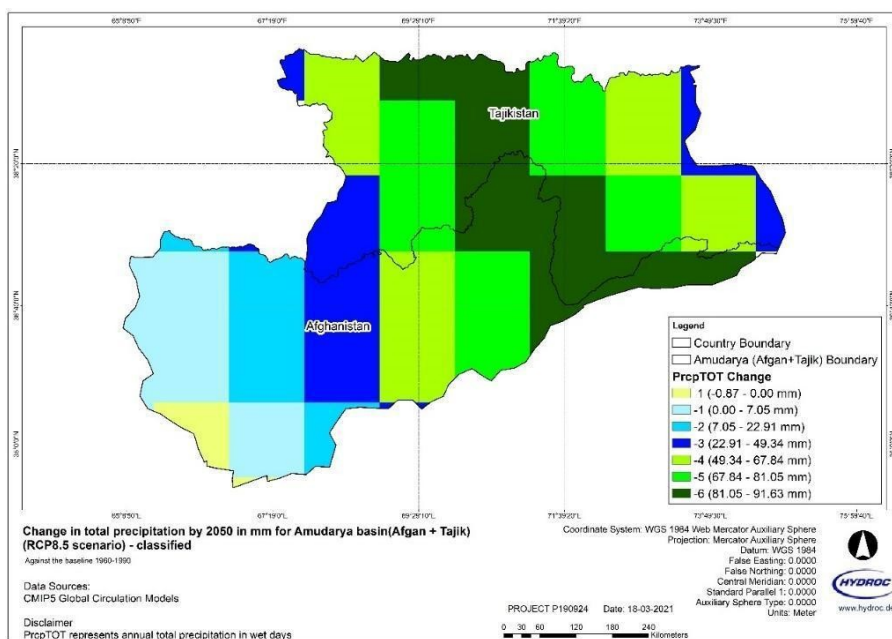 65°8'50"E 67°19'0"E 69°29'10"E 71°39'20"E 73°49'30"E 75°59'40"E
Tajikistan
Afghanistan
Legend
Country Boundary
Amudarya (Afgan+Tajik) Boundary
PrcpTOT Change
1 (-0.87 - 0.00 mm)
-1 (0.00 - 7.05 mm)
-2 (7.05 - 22.91 mm)
-3 (22.91 - 49.34 mm)
-4 (49.34 - 67.84 mm)
-5 (67.84 - 81.05 mm)
-6 (81.05 - 91.63 mm)
65°8'50"E 67°19'0"E 69°29'10"E 71°39'20"E 73°49'30"E 75°59'40"E
Change in total precipitation by 2050 in mm for Amudarya basin(Afgan + Tajik)
(RCP8.5 scenario) - classified
Against the baseline 1960-1990
Data Sources:
CMIP5 Global Circulation Models
Disclaimer
PrcpTOT represents annual total precipitation in wet days
Coordinate System: WGS 1984 Web Mercator Auxiliary Sphere
Projection: Mercator Auxiliary Sphere
Datum: WGS 1984
False Easting: 0.0000
False Northing: 0.0000
Central Meridian: 0.0000
Standard Parallel 1: 0.0000
Auxiliary Sphere Type: 0.0000
Units: Meter
PROJECT P190924 Date: 18-03-2021
0 30 60 120 180 240
Kilometers
HYDROC
www.hydroc.de